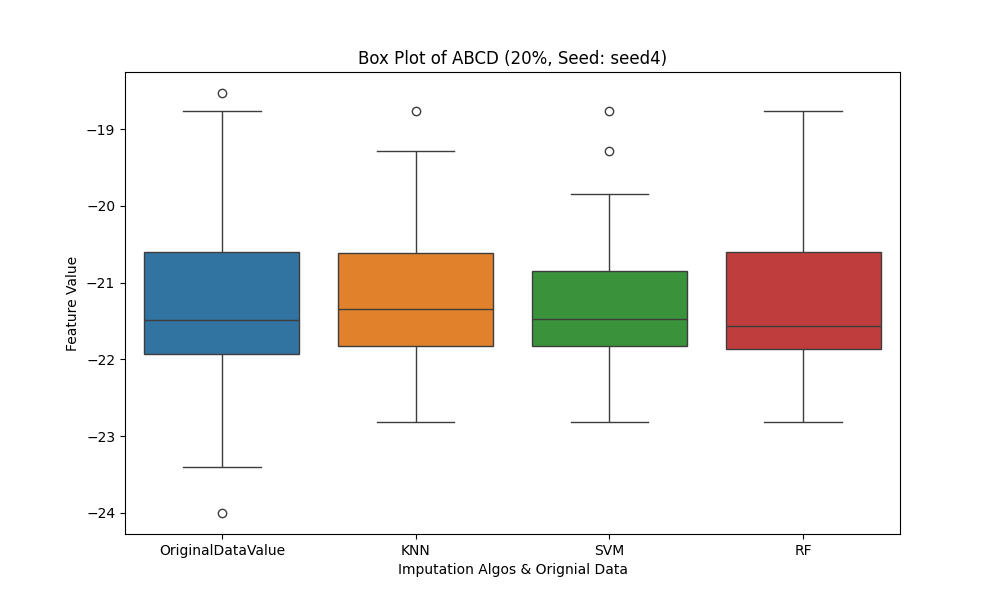 Box Plot of ABCD (20%, Seed: seed4)
Feature Value
−19
−20
−21
−22
−23
−24
OriginalDataValue
KNN
SVM
RF
Imputation Algos & Orignial Data